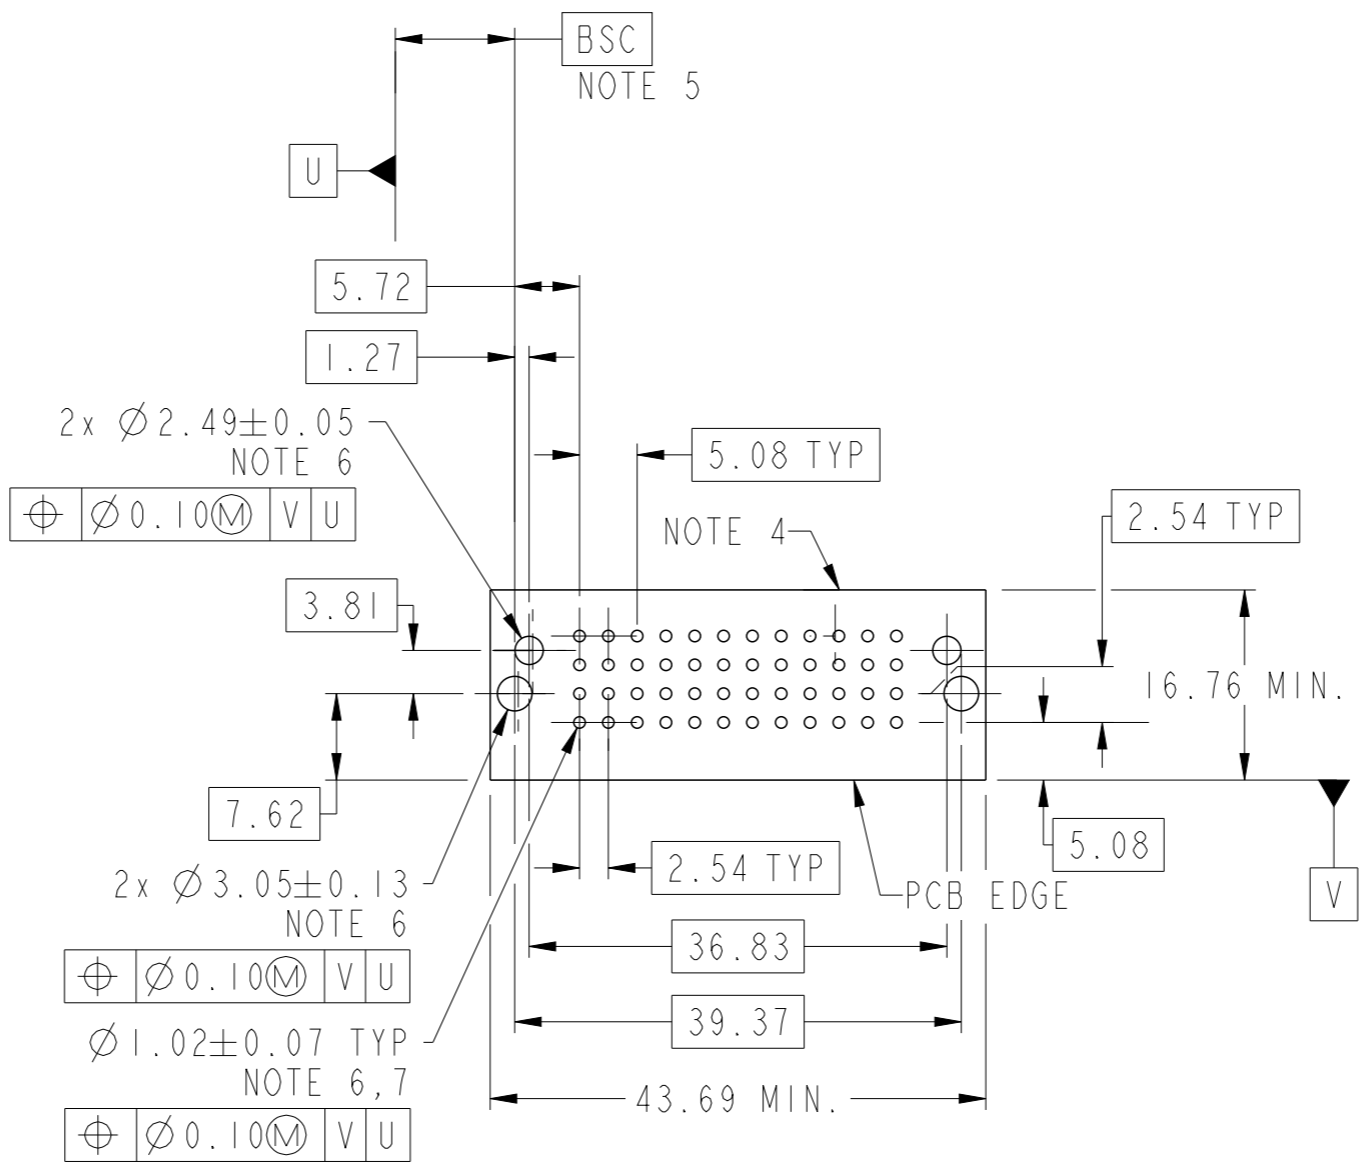 BSC
NOTE 5
U
5.72
1.27
2x ⌀2.49±0.05
NOTE 6
⌖ ⌀0.10Ⓜ V U
5.08 TYP
NOTE 4
2.54 TYP
3.81
16.76 MIN.
7.62
5.08
2x ⌀3.05±0.13
NOTE 6
⌖ ⌀0.10Ⓜ V U
2.54 TYP
PCB EDGE
V
36.83
⌀1.02±0.07 TYP
NOTE 6,7
⌖ ⌀0.10Ⓜ V U
39.37
43.69 MIN.